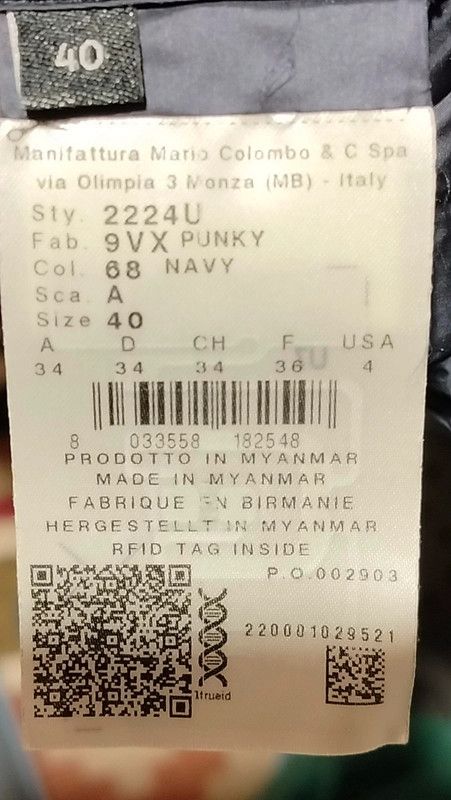 40
Manifattura Mario Colombo & C Spa
via Olimpia 3 Monza (MB) - Italy
Sty. 2224U
Fab. 9VX PUNKY
Col. 68 NAVY
Sca. A
Size 40
A D CH F USA
34 34 34 36 4
8 033558 182548
PRODOTTO IN MYANMAR
MADE IN MYANMAR
FABRIQUE EN BIRMANIE
HERGESTELLT IN MYANMAR
RFID TAG INSIDE
P.O.002903
220001029521
1trueid